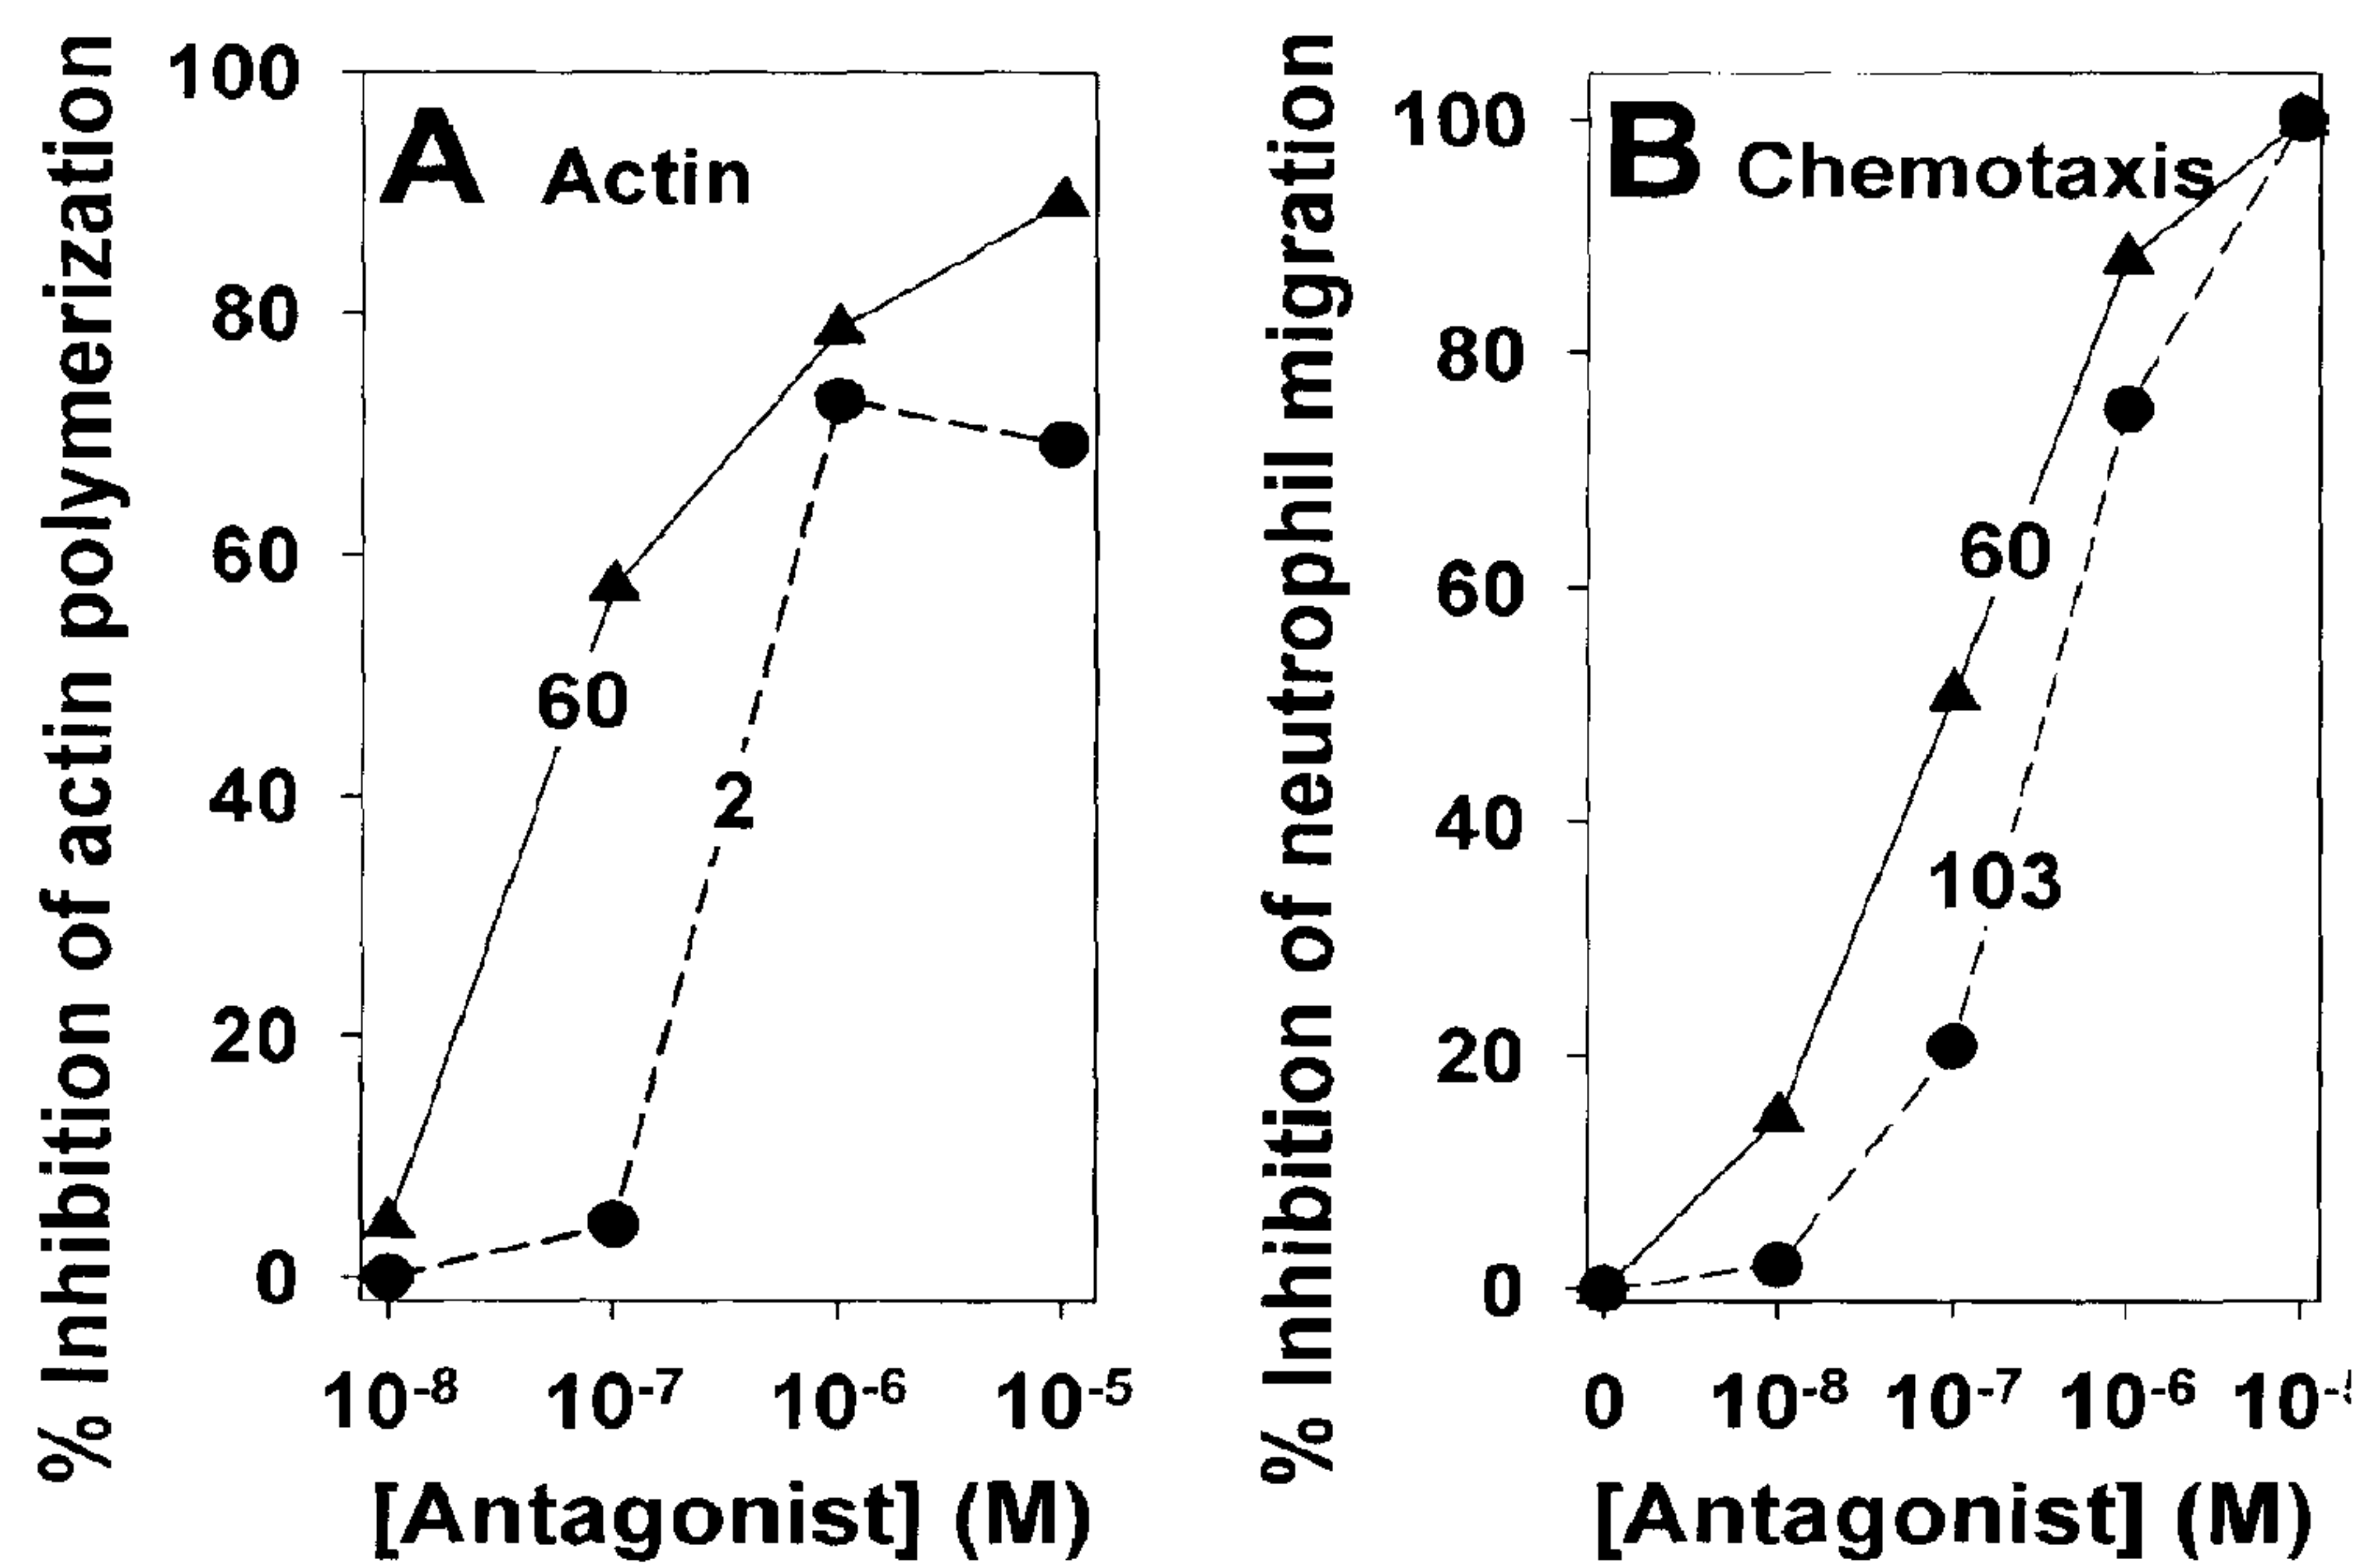 % Inhibition of actin polymerization
100
80
60
40
20
0
A Actin
60
2
10-8 10-7 10-6 10-5
[Antagonist] (M)
% Inhibition of neutrophil migration
100
80
60
40
20
0
B Chemotaxis
60
103
0 10-8 10-7 10-6 10-
[Antagonist] (M)